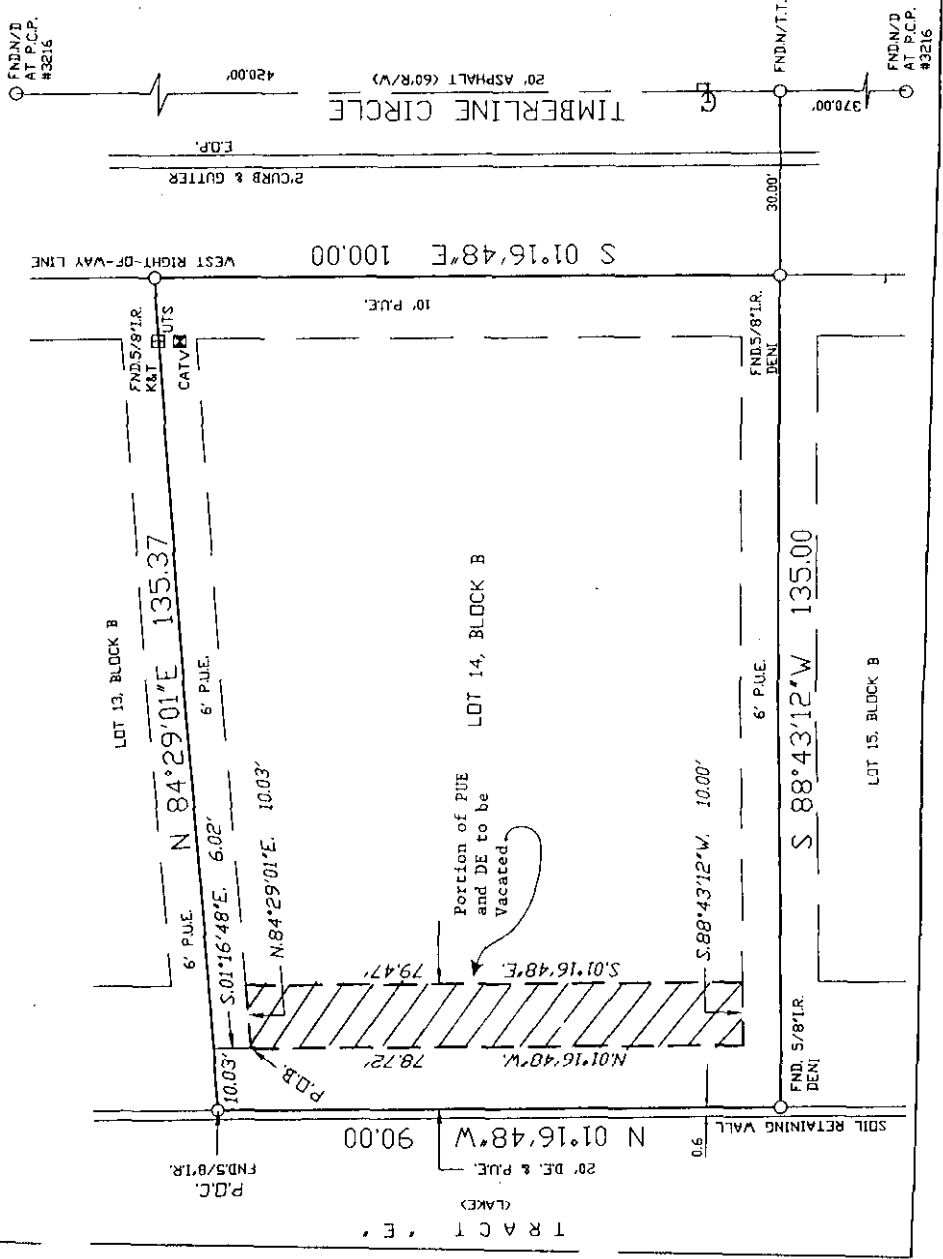 FND.N/D
AT P.C.P.
#3216
420.00'
20' ASPHALT (60'R/W)
TIMBERLINE CIRCLE
FND.N/T.T.
370.00'
FND.N/D
AT P.C.P.
#3216
E.O.P.
2'CURB & GUTTER
30.00'
WEST RIGHT-OF-WAY LINE
S 01°16'48"E 100.00
10' P.U.E.
FND.5/8"I.R.
K&T
UTS
CATV
FND.5/8"I.R.
DENI
LOT 13, BLOCK B
N 84°29'01"E 135.37
6' P.U.E.
6' P.U.E.
LOT 14, BLOCK B
6' P.U.E.
S 88°43'12"W 135.00
LOT 15, BLOCK B
S.01°16'48"E. 6.02'
N.84°29'01"E. 10.03'
Portion of PUE
and DE to be
Vacated.
S.88°43'12"W. 10.00'
S.01°16'48"E. 79.47'
N.01°16'48"W. 78.72'
P.O.B.
10.03'
FND. 5/8"I.R.
DENI
P.O.C.
FND.5/8"I.R.
N 01°16'48"W 90.00
SOIL RETAINING WALL
0.6
20' D.E. & P.U.E.
(LAKE)
TRACT 'E'